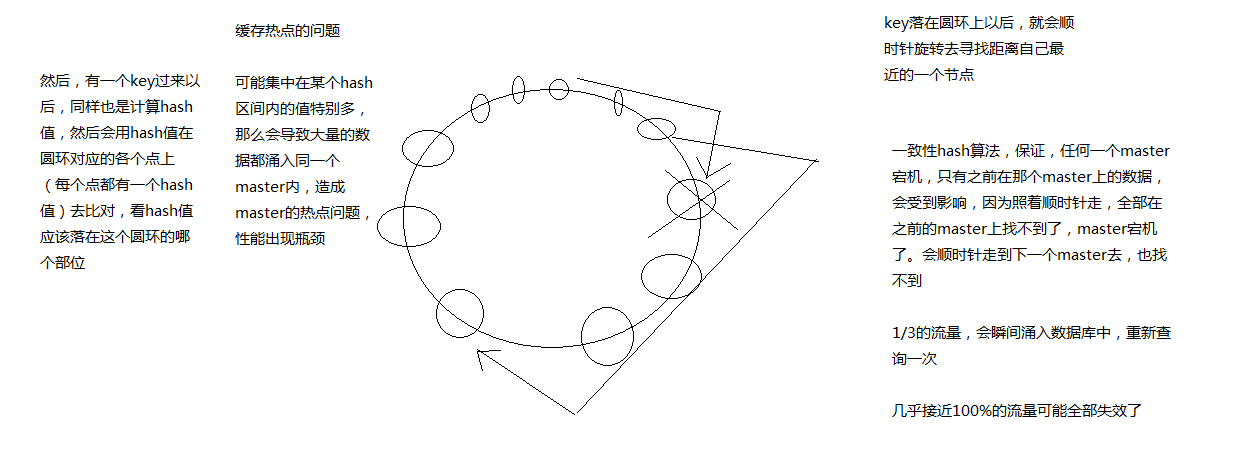 缓存热点的问题
然后，有一个key过来以
后，同样也是计算hash
值，然后会用hash值在
圆环对应的各个点上
（每个点都有一个hash
值）去比对，看hash值
应该落在这个圆环的哪
个部位
可能集中在某个hash
区间内的值特别多，
那么会导致大量的数
据都涌入同一个
master内，造成
master的热点问题，
性能出现瓶颈
key落在圆环上以后，就会顺
时针旋转去寻找距离自己最
近的一个节点
一致性hash算法，保证，任何一个master
宕机，只有之前在那个master上的数据，
会受到影响，因为照着顺时针走，全部在
之前的master上找不到了，master宕机
了。会顺时针走到下一个master去，也找
不到
1/3的流量，会瞬间涌入数据库中，重新查
询一次
几乎接近100%的流量可能全部失效了